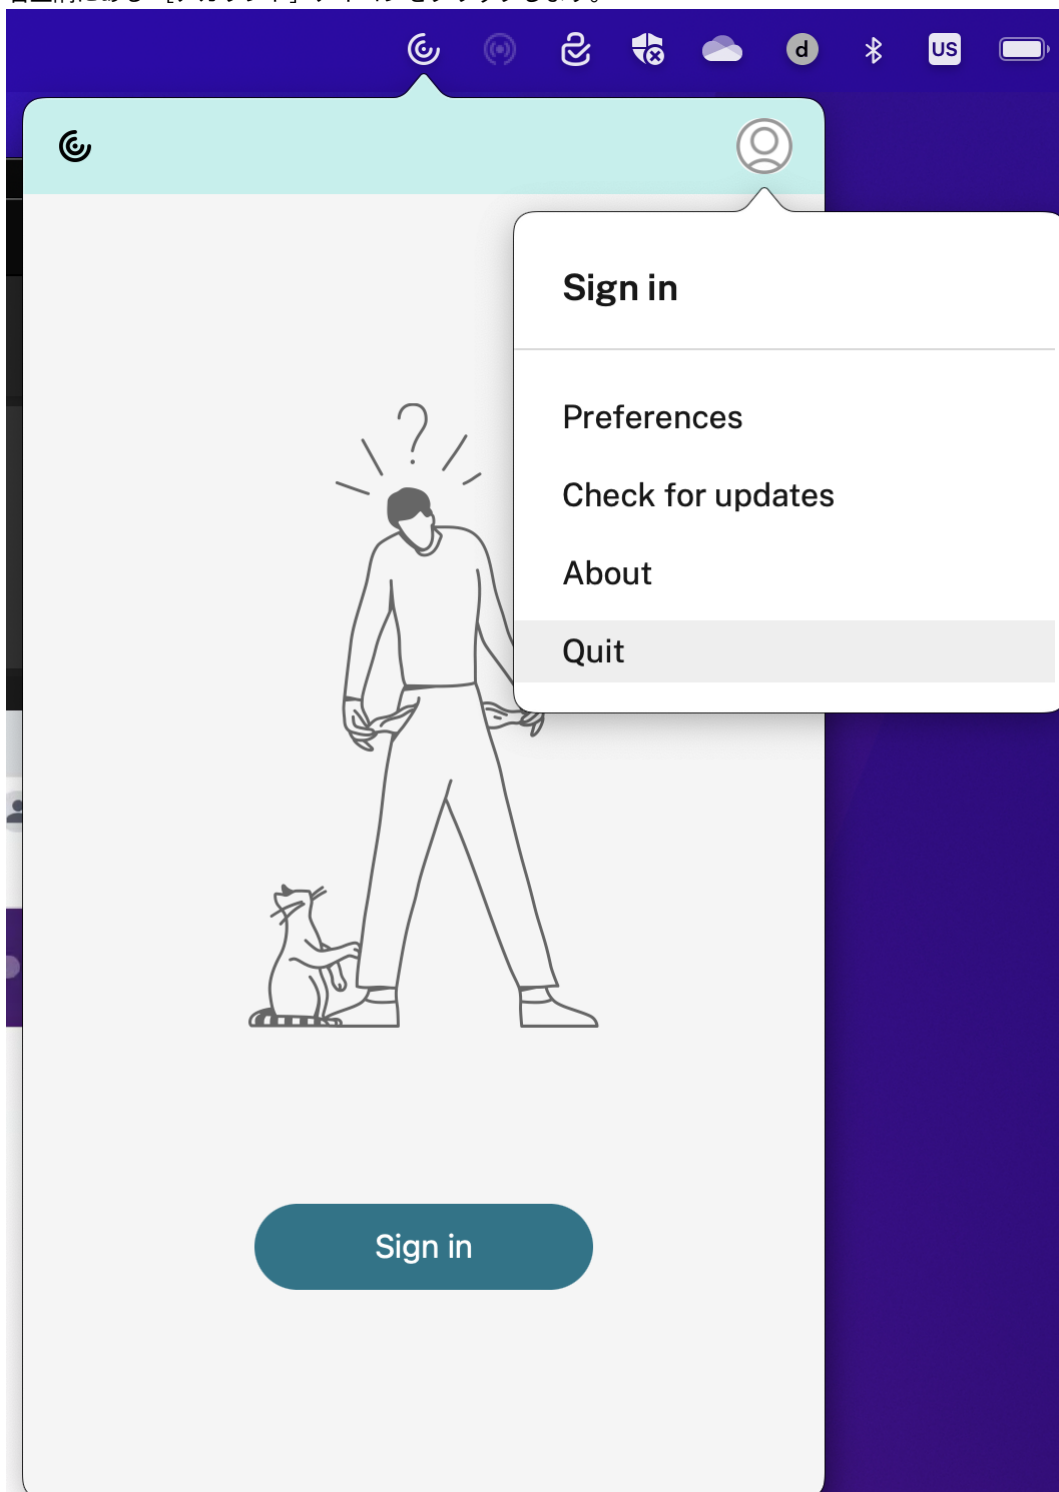 d
US
Sign in
Preferences
Check for updates
About
Quit
?
Sign in